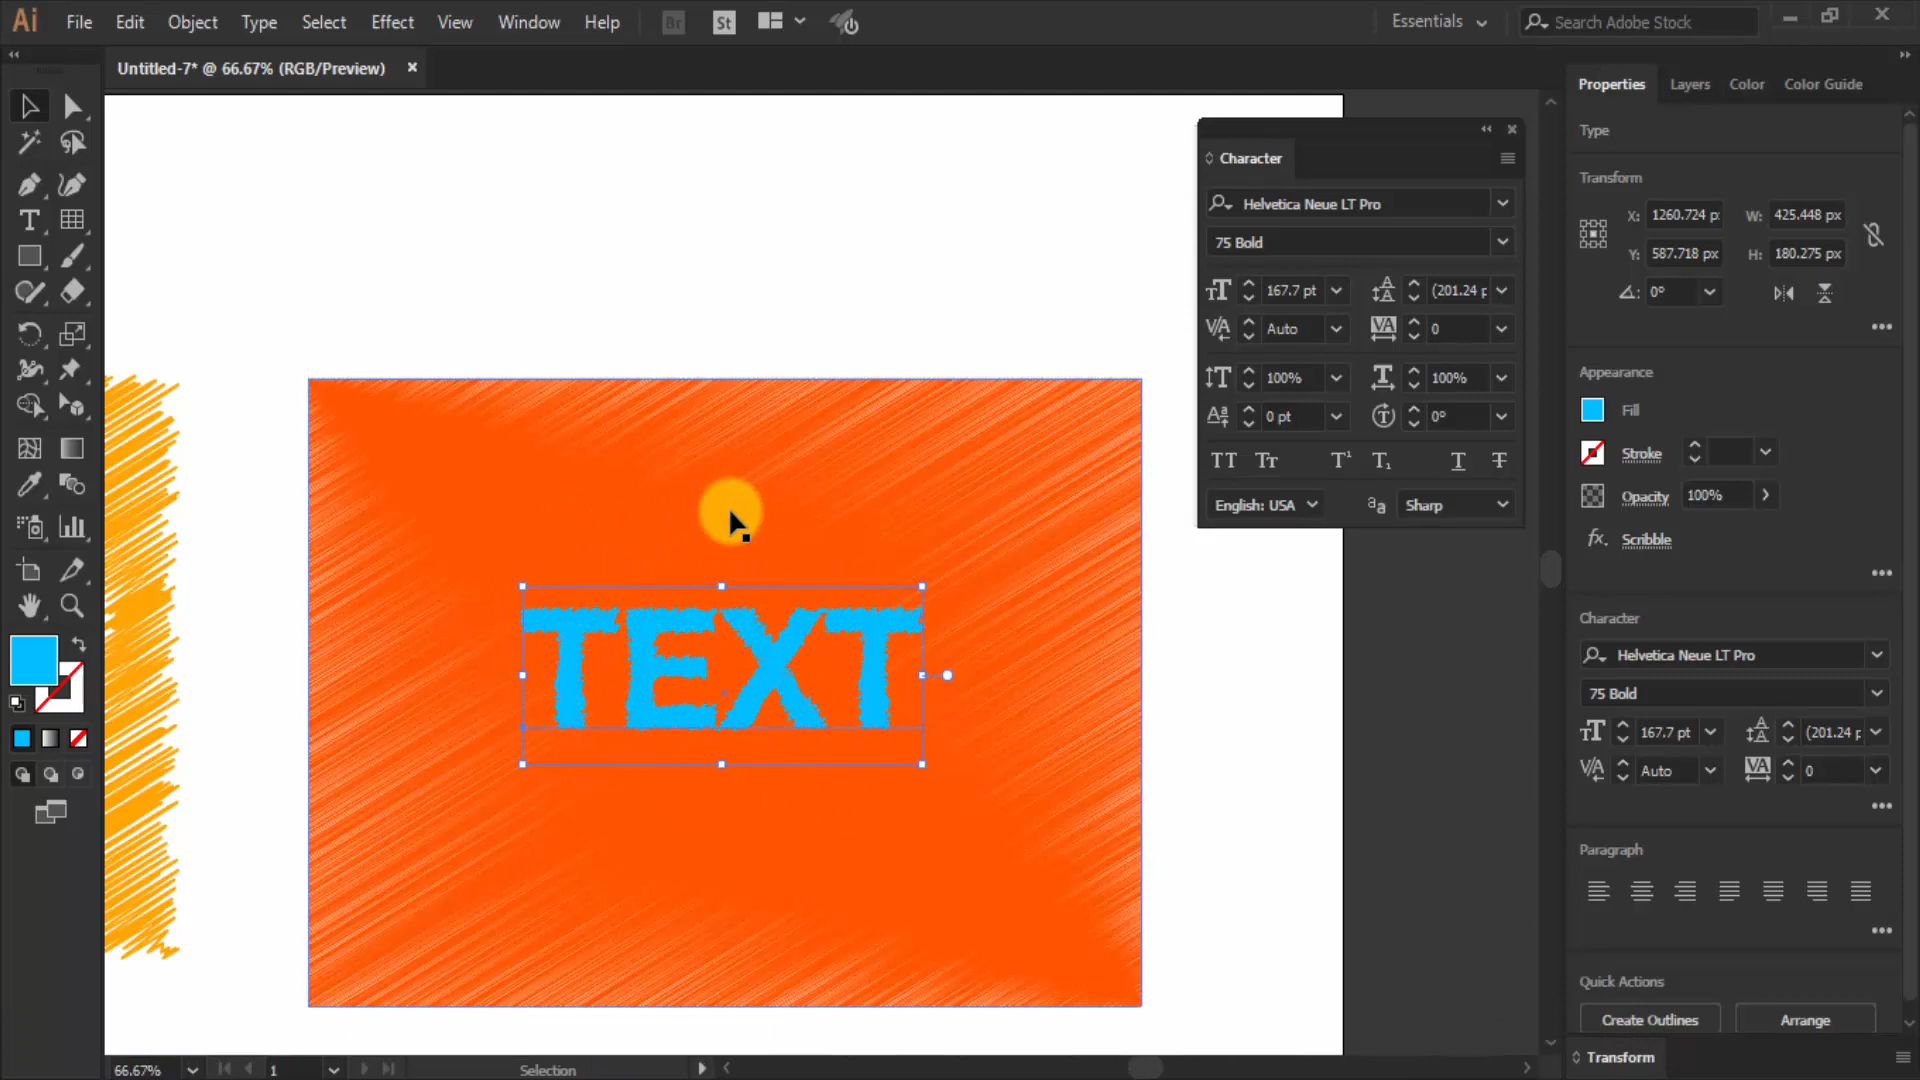 Ai File Edit Object Type Select Effect View Window Help Br St Essentials Search Adobe Stock
Untitled-7* @ 66.67% (RGB/Preview)
Properties Layers Color Color Guide
Type
Transform
X: 1260.724 p W: 425.448 px
Y: 587.718 px H: 180.275 px
0°
Appearance
Fill
Stroke
Opacity 100%
fx. Scribble
Character
Helvetica Neue LT Pro
75 Bold
167.7 pt (201.24 p
Auto 0
Paragraph
Quick Actions
Create Outlines Arrange
Transform
Character
Helvetica Neue LT Pro
75 Bold
167.7 pt (201.24 p
Auto 0
100% 100%
0 pt 0°
TT Tr T¹ T₁ T T
English: USA aa Sharp
TEXT
66.67% 1 Selection